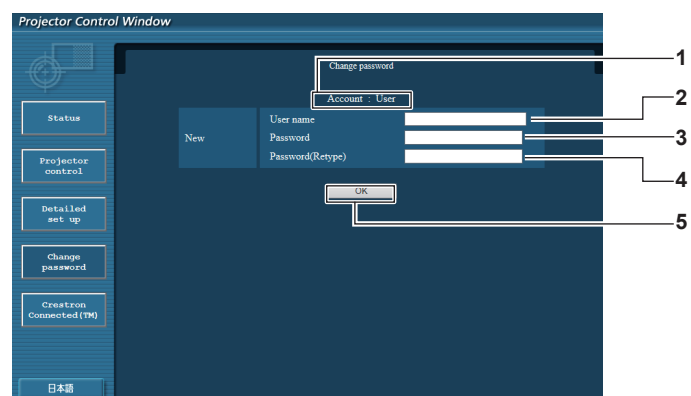 Projector Control Window
Change password
Account : User
New
User name
Password
Password(Retype)
OK
Status
Projector
control
Detailed
set up
Change
password
Crestron
Connected(TM)
日本語
1
2
3
4
5